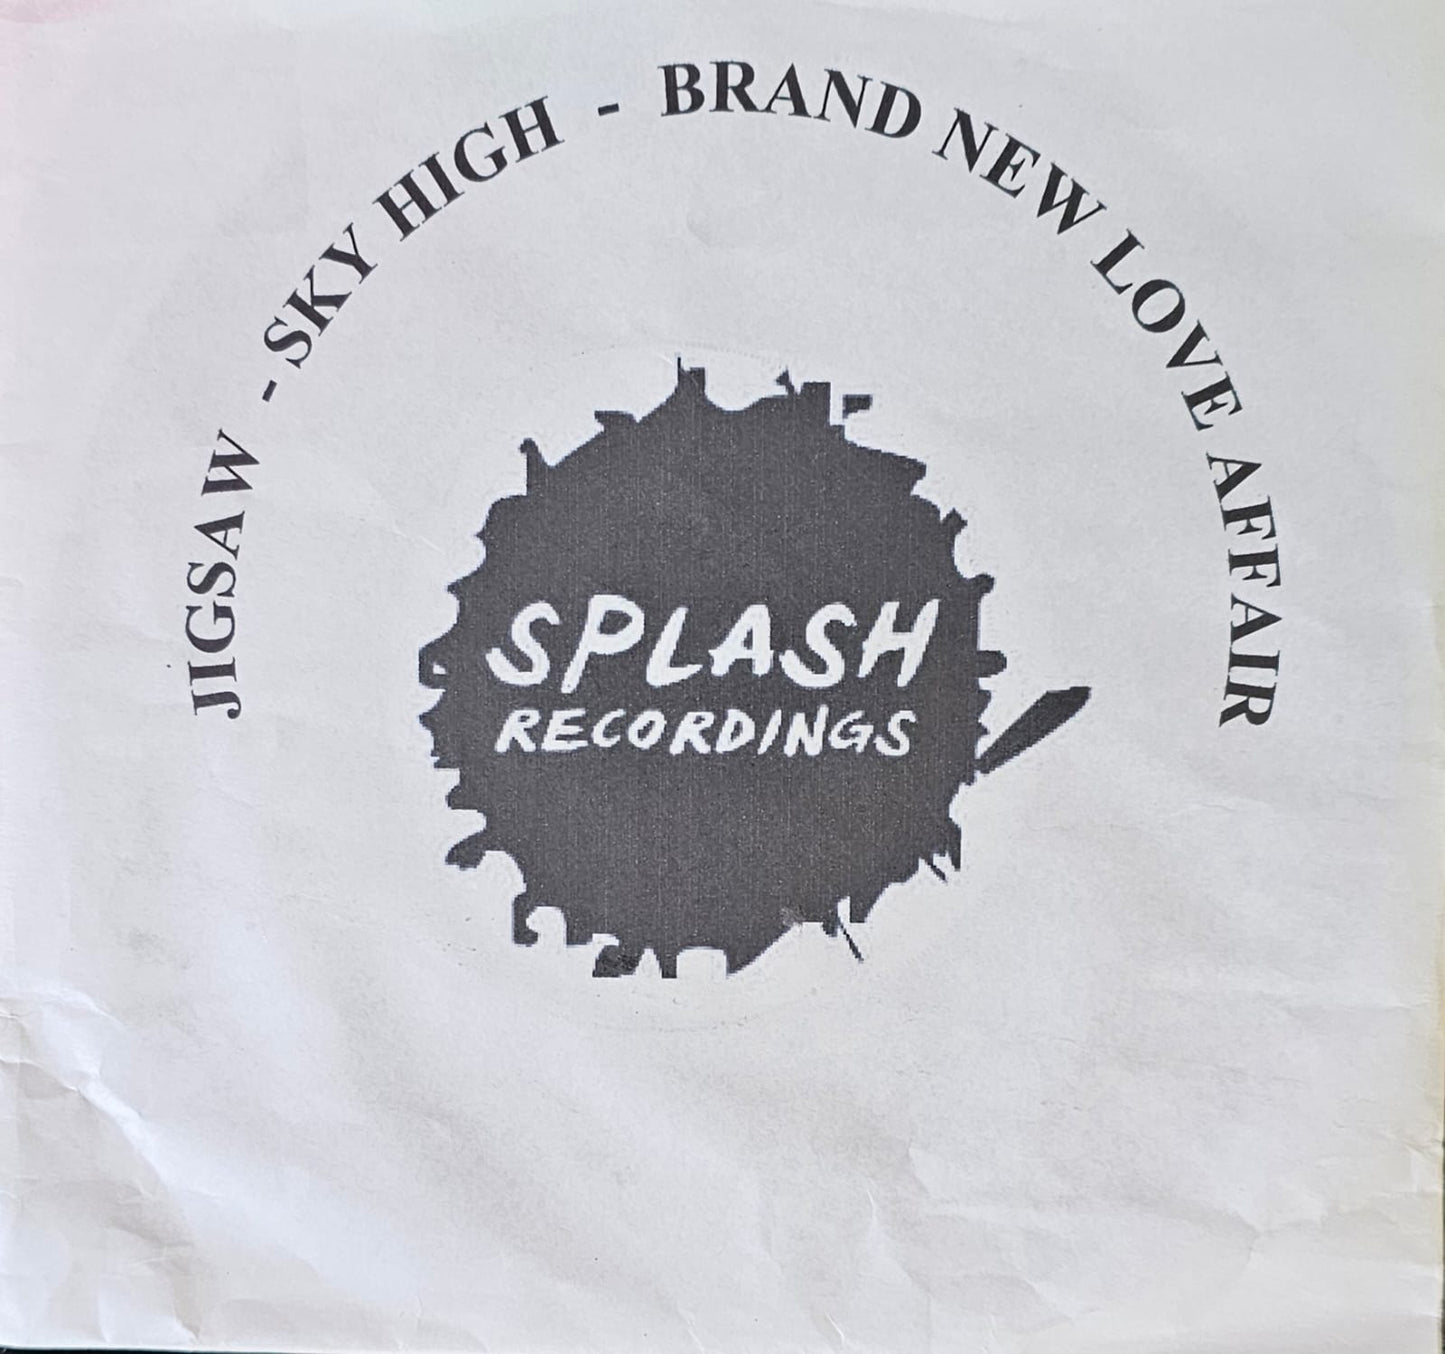 JIGSAW - SKY HIGH - BRAND NEW LOVE AFFAIR
SPLASH
RECORDINGS